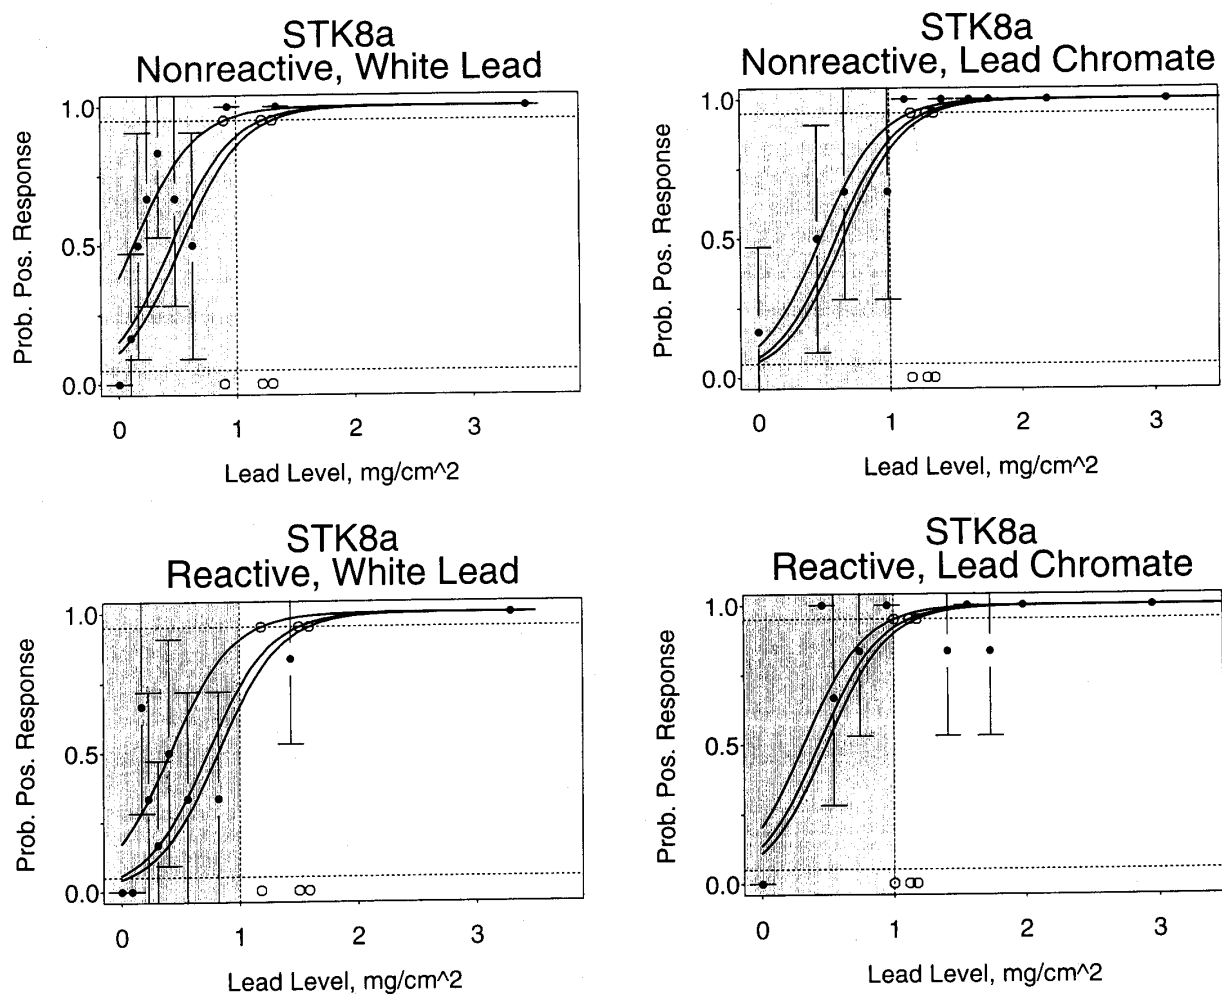 STK8a
Nonreactive, White Lead
Prob. Pos. Response
1.0
0.5
0.0
0 1 2 3
Lead Level, mg/cm^2
STK8a
Nonreactive, Lead Chromate
Prob. Pos. Response
1.0
0.5
0.0
0 1 2 3
Lead Level, mg/cm^2
STK8a
Reactive, White Lead
Prob. Pos. Response
1.0
0.5
0.0
0 1 2 3
Lead Level, mg/cm^2
STK8a
Reactive, Lead Chromate
Prob. Pos. Response
1.0
0.5
0.0
0 1 2 3
Lead Level, mg/cm^2